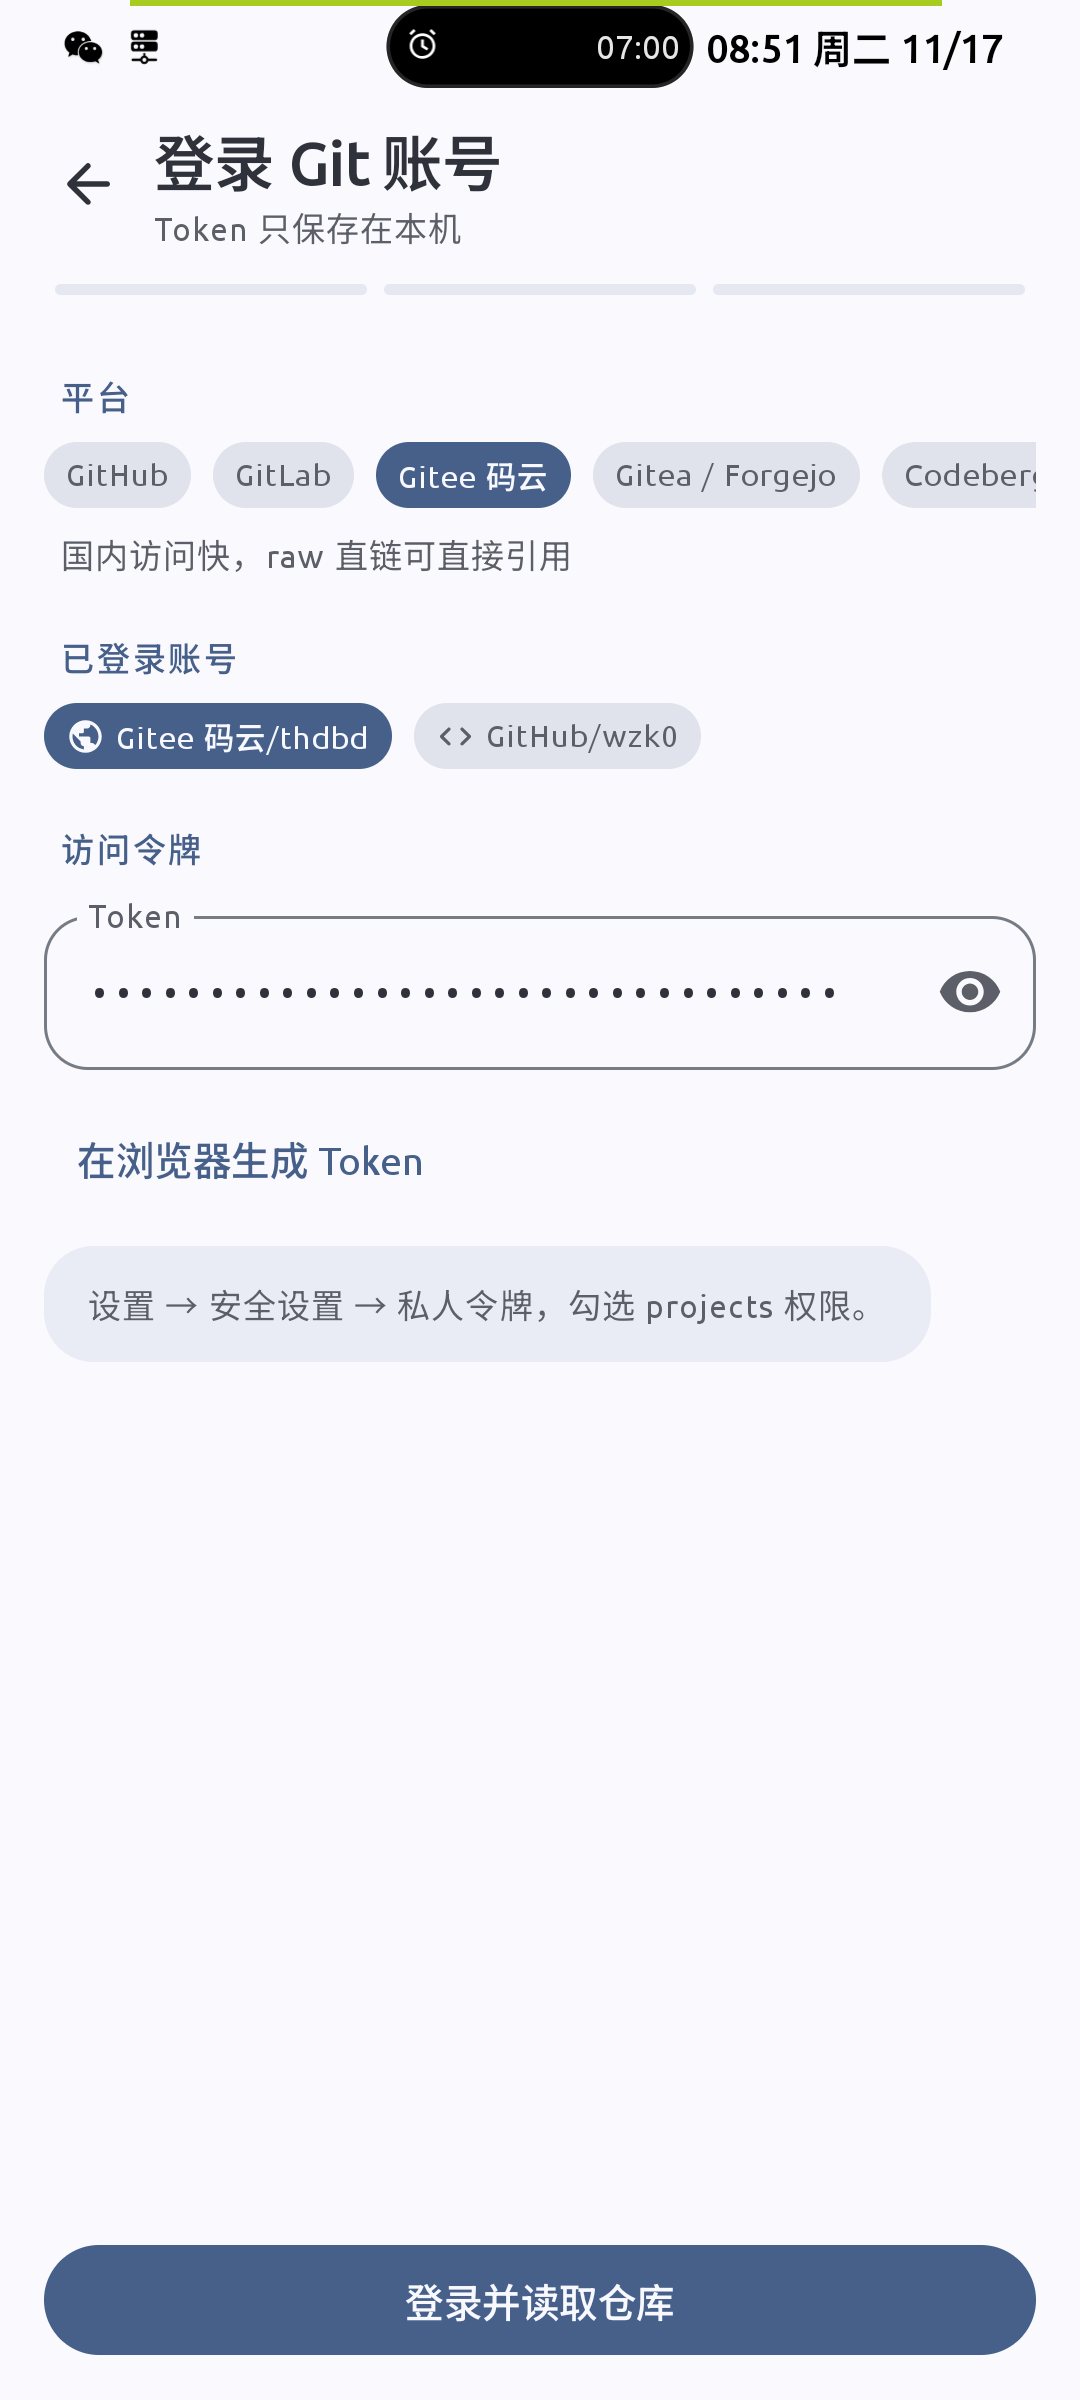 07:00
08:51 周二 11/17
登录 Git 账号
Token 只保存在本机
平台
GitHub
GitLab
Gitee 码云
Gitea / Forgejo
Codeberg
国内访问快，raw 直链可直接引用
已登录账号
Gitee 码云/thdbd
GitHub/wzk0
访问令牌
Token
在浏览器生成 Token
设置 → 安全设置 → 私人令牌，勾选 projects 权限。
登录并读取仓库